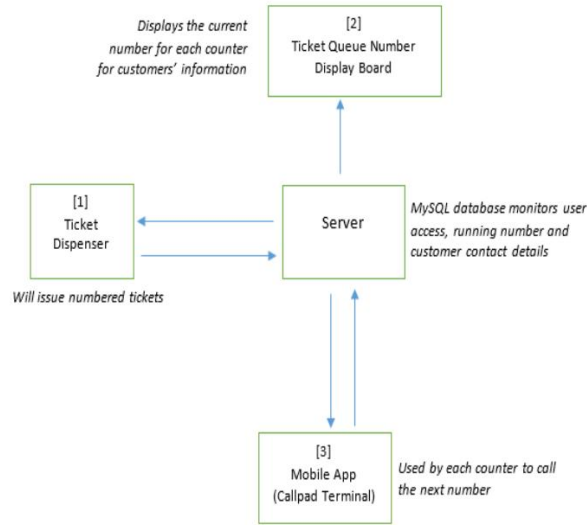 Displays the current
number for each counter
for customers' information
[2]
Ticket Queue Number
Display Board
[1]
Ticket
Dispenser
Will issue numbered tickets
Server
MySQL database monitors user
access, running number and
customer contact details
[3]
Mobile App
(Callpad Terminal)
Used by each counter to call
the next number